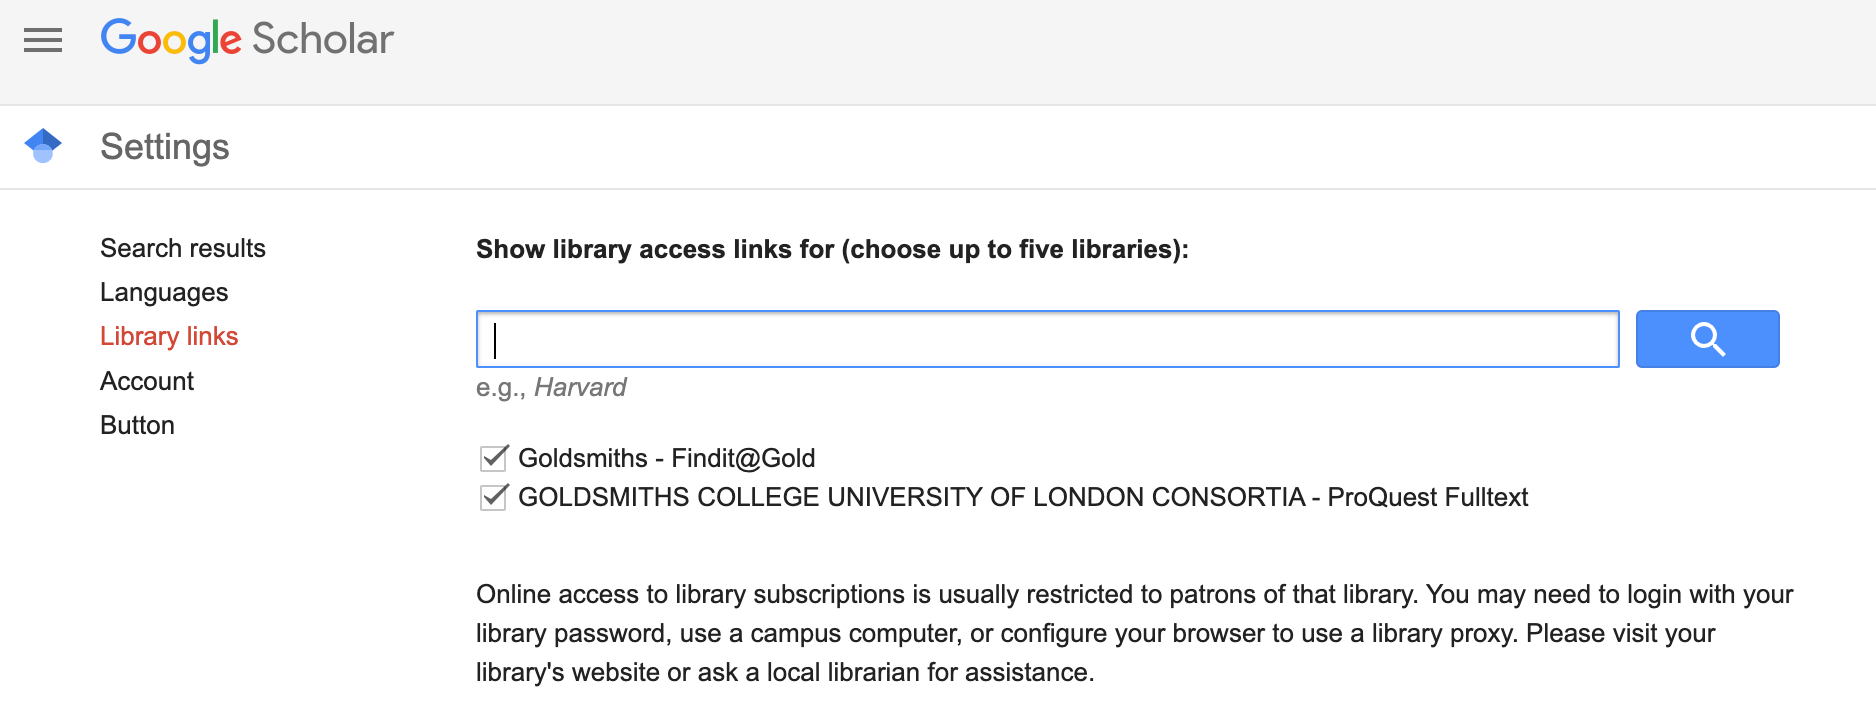 Google Scholar
Settings
Search results
Languages
Library links
Account
Button
Show library access links for (choose up to five libraries):
e.g., Harvard
Goldsmiths - Findit@Gold
GOLDSMITHS COLLEGE UNIVERSITY OF LONDON CONSORTIA - ProQuest Fulltext
Online access to library subscriptions is usually restricted to patrons of that library. You may need to login with your
library password, use a campus computer, or configure your browser to use a library proxy. Please visit your
library's website or ask a local librarian for assistance.